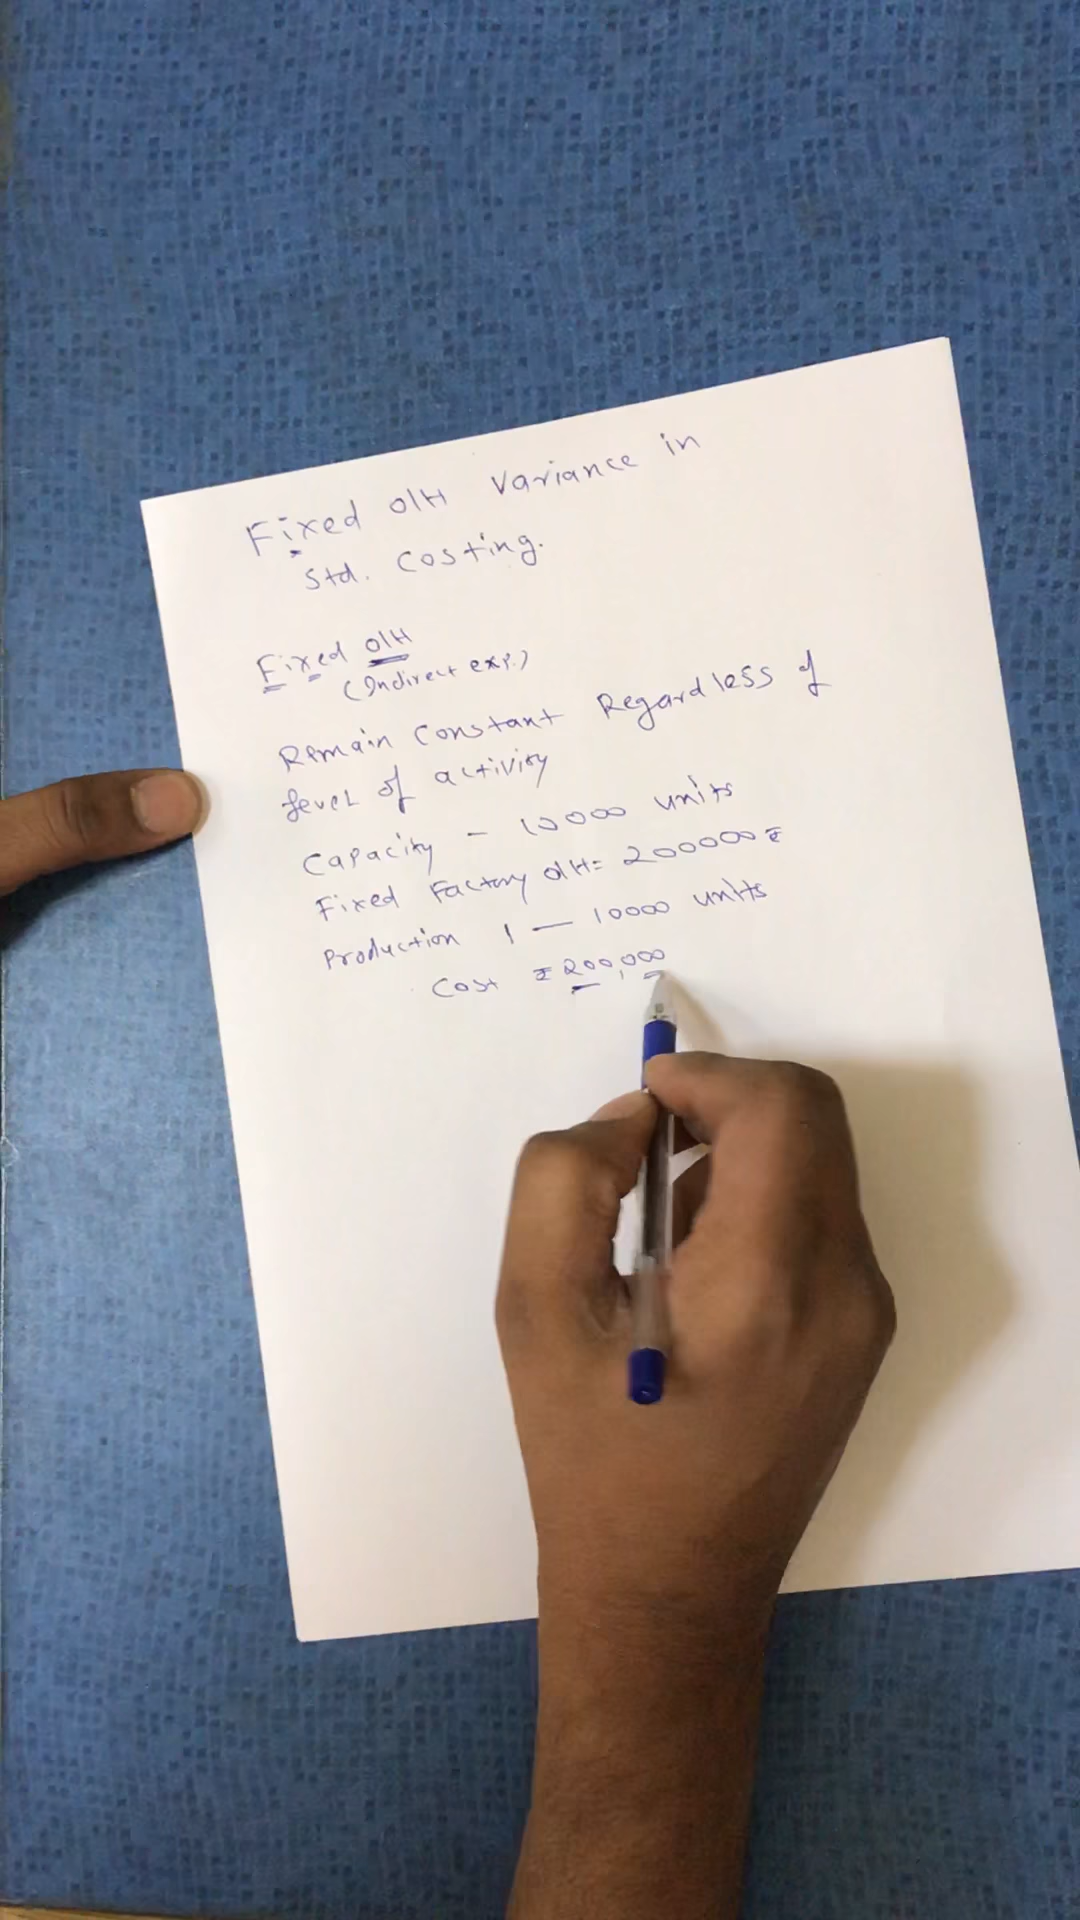 Fixed O/H Variance in
Std. Costing.
Fixed O/H
(Indirect exp.)
Remain Constant Regardless of
level of activity
Capacity - 10000 units
Fixed Factory O/H = 200000 ₹
Production 1 — 10000 units
Cost ₹ 200,000